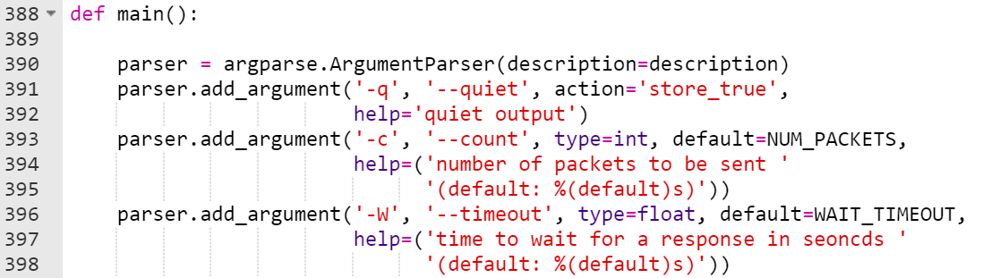 388 def main():
389
390     parser = argparse.ArgumentParser(description=description)
391     parser.add_argument('-q', '--quiet', action='store_true',
392                         help='quiet output')
393     parser.add_argument('-c', '--count', type=int, default=NUM_PACKETS,
394                         help=('number of packets to be sent '
395                               '(default: %(default)s)'))
396     parser.add_argument('-W', '--timeout', type=float, default=WAIT_TIMEOUT,
397                         help=('time to wait for a response in seoncds '
398                               '(default: %(default)s)'))